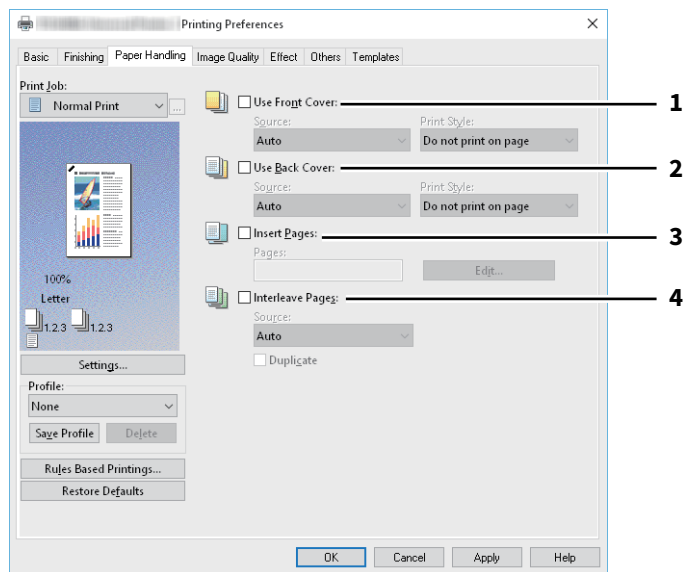 Printing Preferences
Basic Finishing Paper Handling Image Quality Effect Others Templates
Print Job:
Normal Print ...
100%
Letter
1.2.3 1.2.3
Settings...
Profile:
None
Save Profile Delete
Rules Based Printings...
Restore Defaults
Use Front Cover: 1
Source: Print Style:
Auto Do not print on page
Use Back Cover: 2
Source: Print Style:
Auto Do not print on page
Insert Pages: 3
Pages:
Edit...
Interleave Pages: 4
Source:
Auto
Duplicate
OK Cancel Apply Help